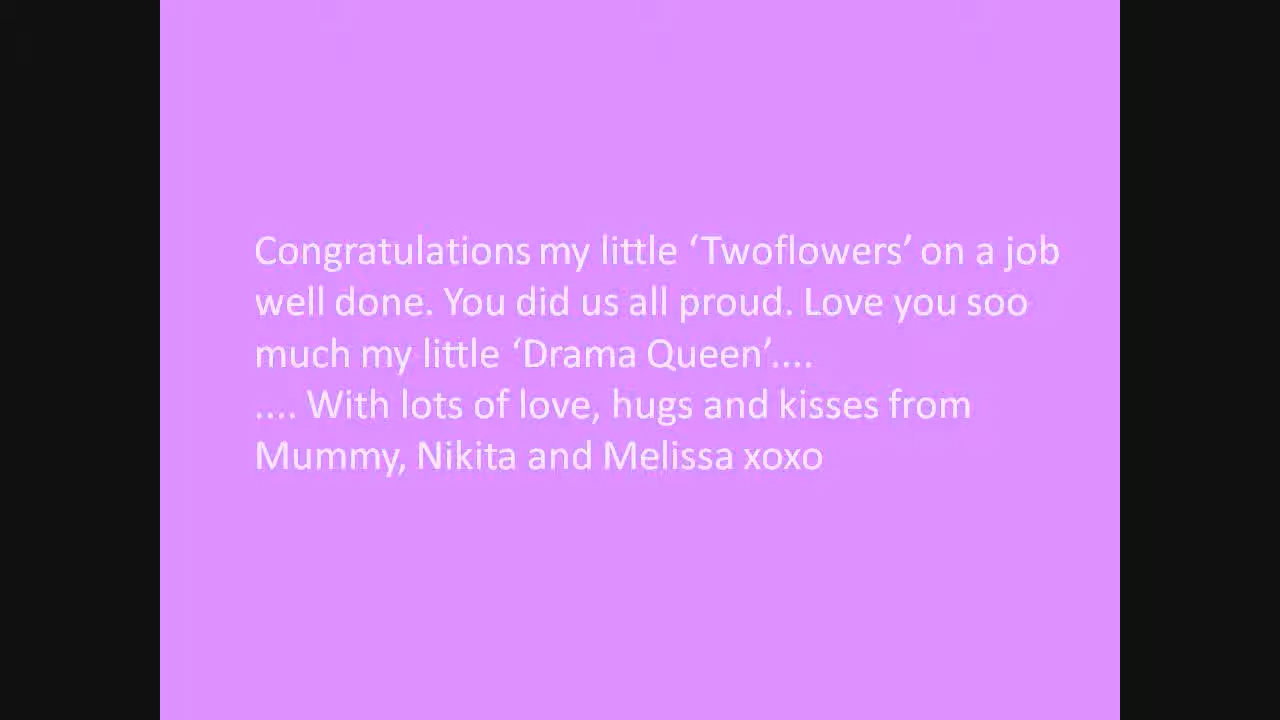 Congratulations my little ‘Twoflowers’ on a job
well done. You did us all proud. Love you soo
much my little ‘Drama Queen’....
.... With lots of love, hugs and kisses from
Mummy, Nikita and Melissa xoxo